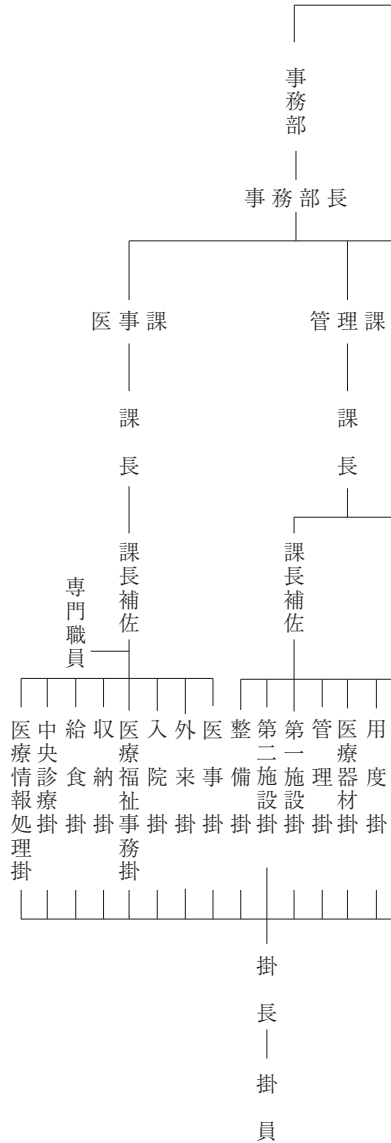 事務部
事務部長
管理課
医事課
課長
課長
課長補佐
課長補佐
専門職員
用度掛
医療器材掛
管理掛
第一施設掛
第二施設掛
整備掛
医事掛
外来掛
入院掛
医療福祉事務掛
収納掛
給食掛
中央診療掛
医療情報処理掛
掛長
掛員